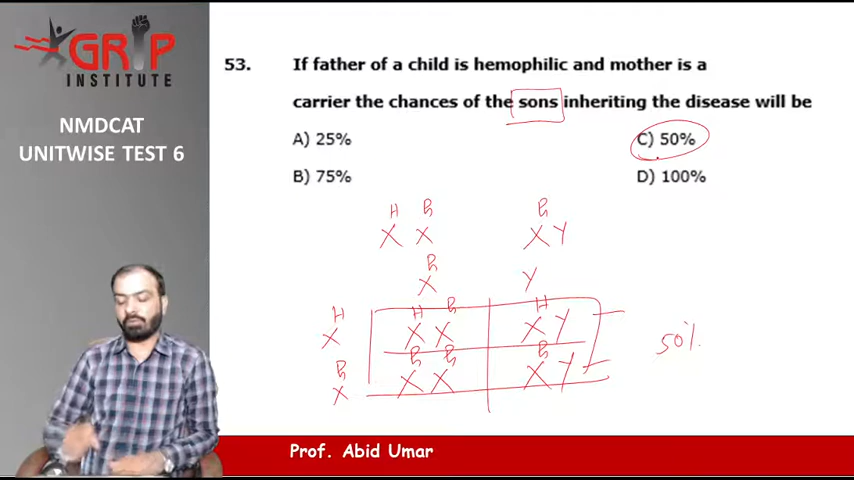 GRIP
INSTITUTE
NMDCAT
UNITWISE TEST 6
53. If father of a child is hemophilic and mother is a
carrier the chances of the sons inheriting the disease will be
A) 25%
C) 50%
B) 75%
D) 100%
H h h
X X X Y
h
X Y
H H h H
X X X X Y
h h h h
X X X X Y
50%
Prof. Abid Umar